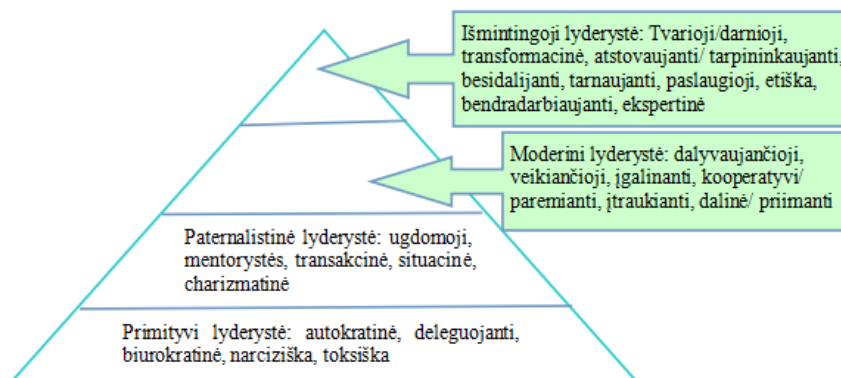 Išmintingoji lyderystė: Tvarioji/darnioji,
transformacinė, atstovaujanti/ tarpininkaujanti,
besidalijanti, tarnaujanti, paslaugioji, etiška,
bendradarbiaujanti, ekspertinė
Moderini lyderystė: dalyvaujančioji,
veikiančioji, įgalinanti, kooperatyvi/
paremianti, įtraukianti, dalinė/ priimanti
Paternalistinė lyderystė: ugdomoji,
mentorystės, transakcinė, situacinė,
charizmatinė
Primityvi lyderystė: autokratinė, deleguojanti,
biurokratinė, narciziška, toksiška